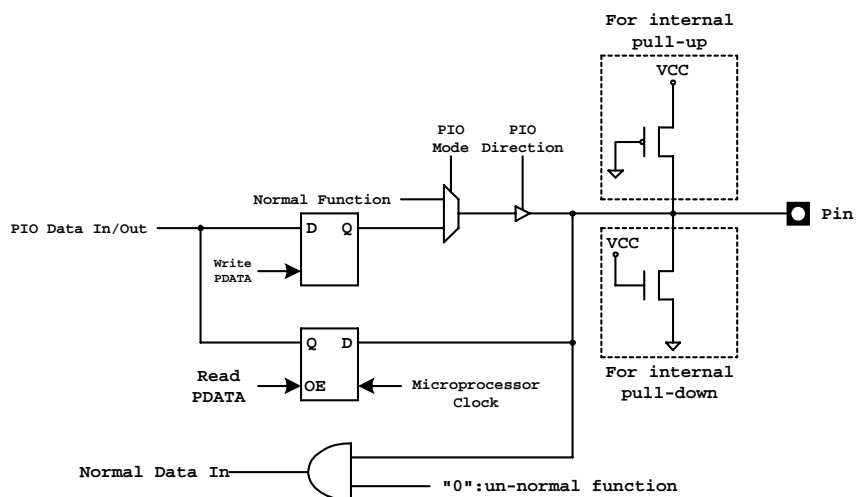 For internal
pull-up
VCC
PIO
Mode
PIO
Direction
Normal Function
PIO Data In/Out
D Q
Pin
Write
PDATA
VCC
Q D
Read
PDATA
OE
Microprocessor
Clock
For internal
pull-down
Normal Data In
"0":un-normal function